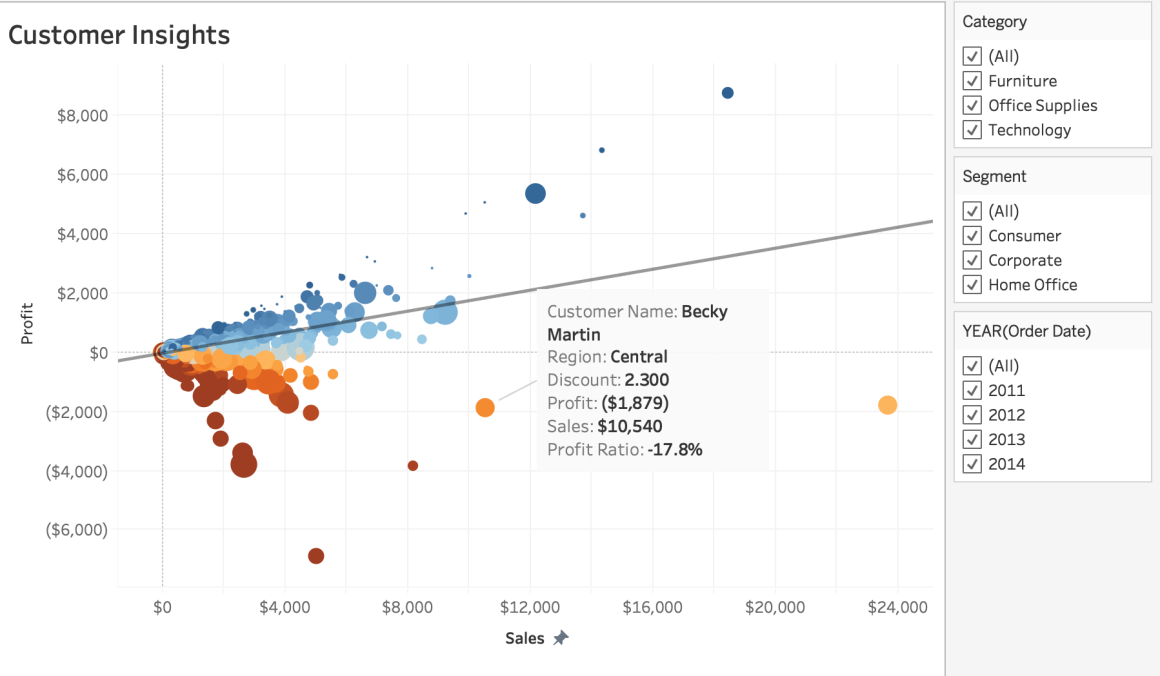 Customer Insights
$8,000
$6,000
$4,000
$2,000
$0
($2,000)
($4,000)
($6,000)
Profit
Customer Name: Becky
Martin
Region: Central
Discount: 2.300
Profit: ($1,879)
Sales: $10,540
Profit Ratio: -17.8%
$0 $4,000 $8,000 $12,000 $16,000 $20,000 $24,000
Sales
Category
(All)
Furniture
Office Supplies
Technology
Segment
(All)
Consumer
Corporate
Home Office
YEAR(Order Date)
(All)
2011
2012
2013
2014